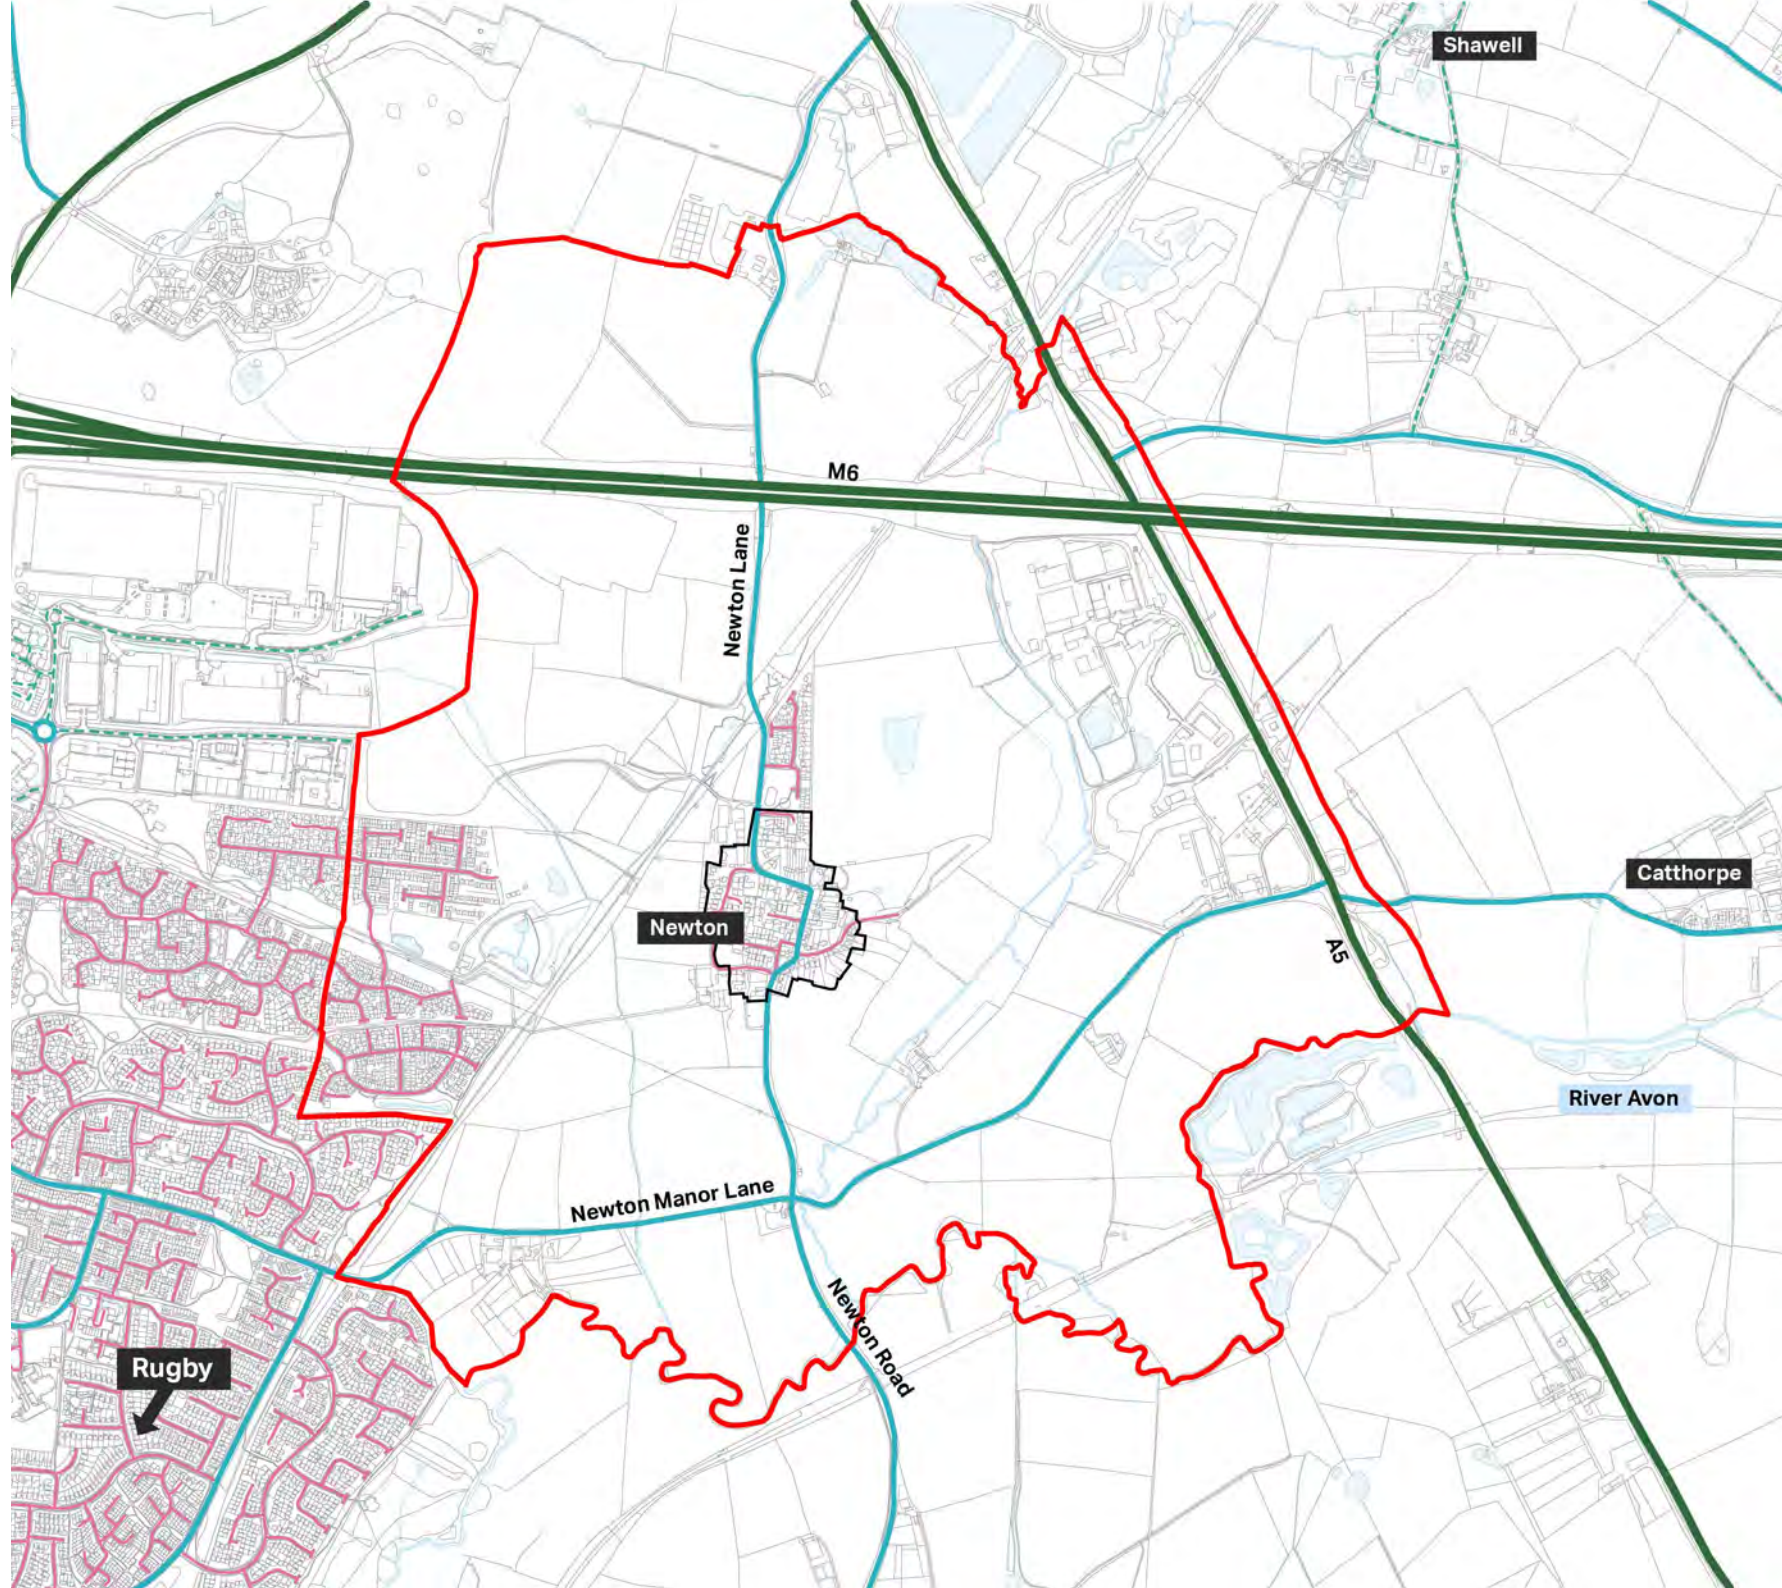 Shawell
M6
Newton Lane
Catthorpe
Newton
A5
River Avon
Newton Manor Lane
Newton Road
Rugby